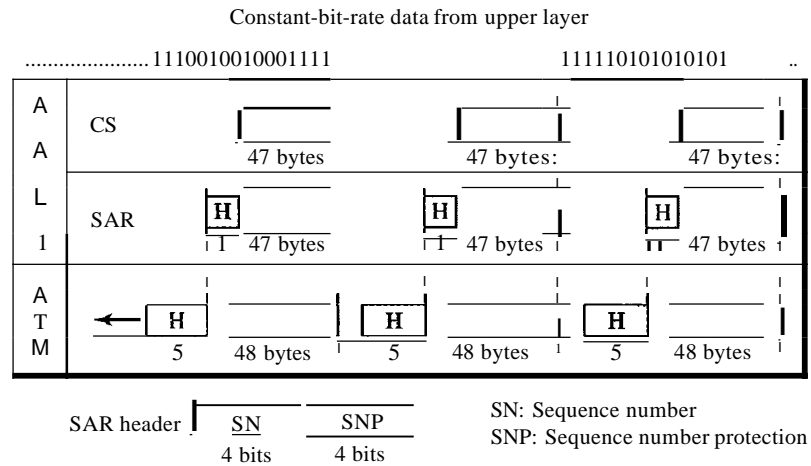 Constant-bit-rate data from upper layer
...................... 1110010010001111 111110101010101 ..
A
A
L
1
CS
47 bytes 47 bytes: 47 bytes:
SAR
H H H
1 47 bytes 1 47 bytes 47 bytes
A
T
M
H H H
5 48 bytes 5 48 bytes 5 48 bytes
SAR header SN SNP
4 bits 4 bits
SN: Sequence number
SNP: Sequence number protection